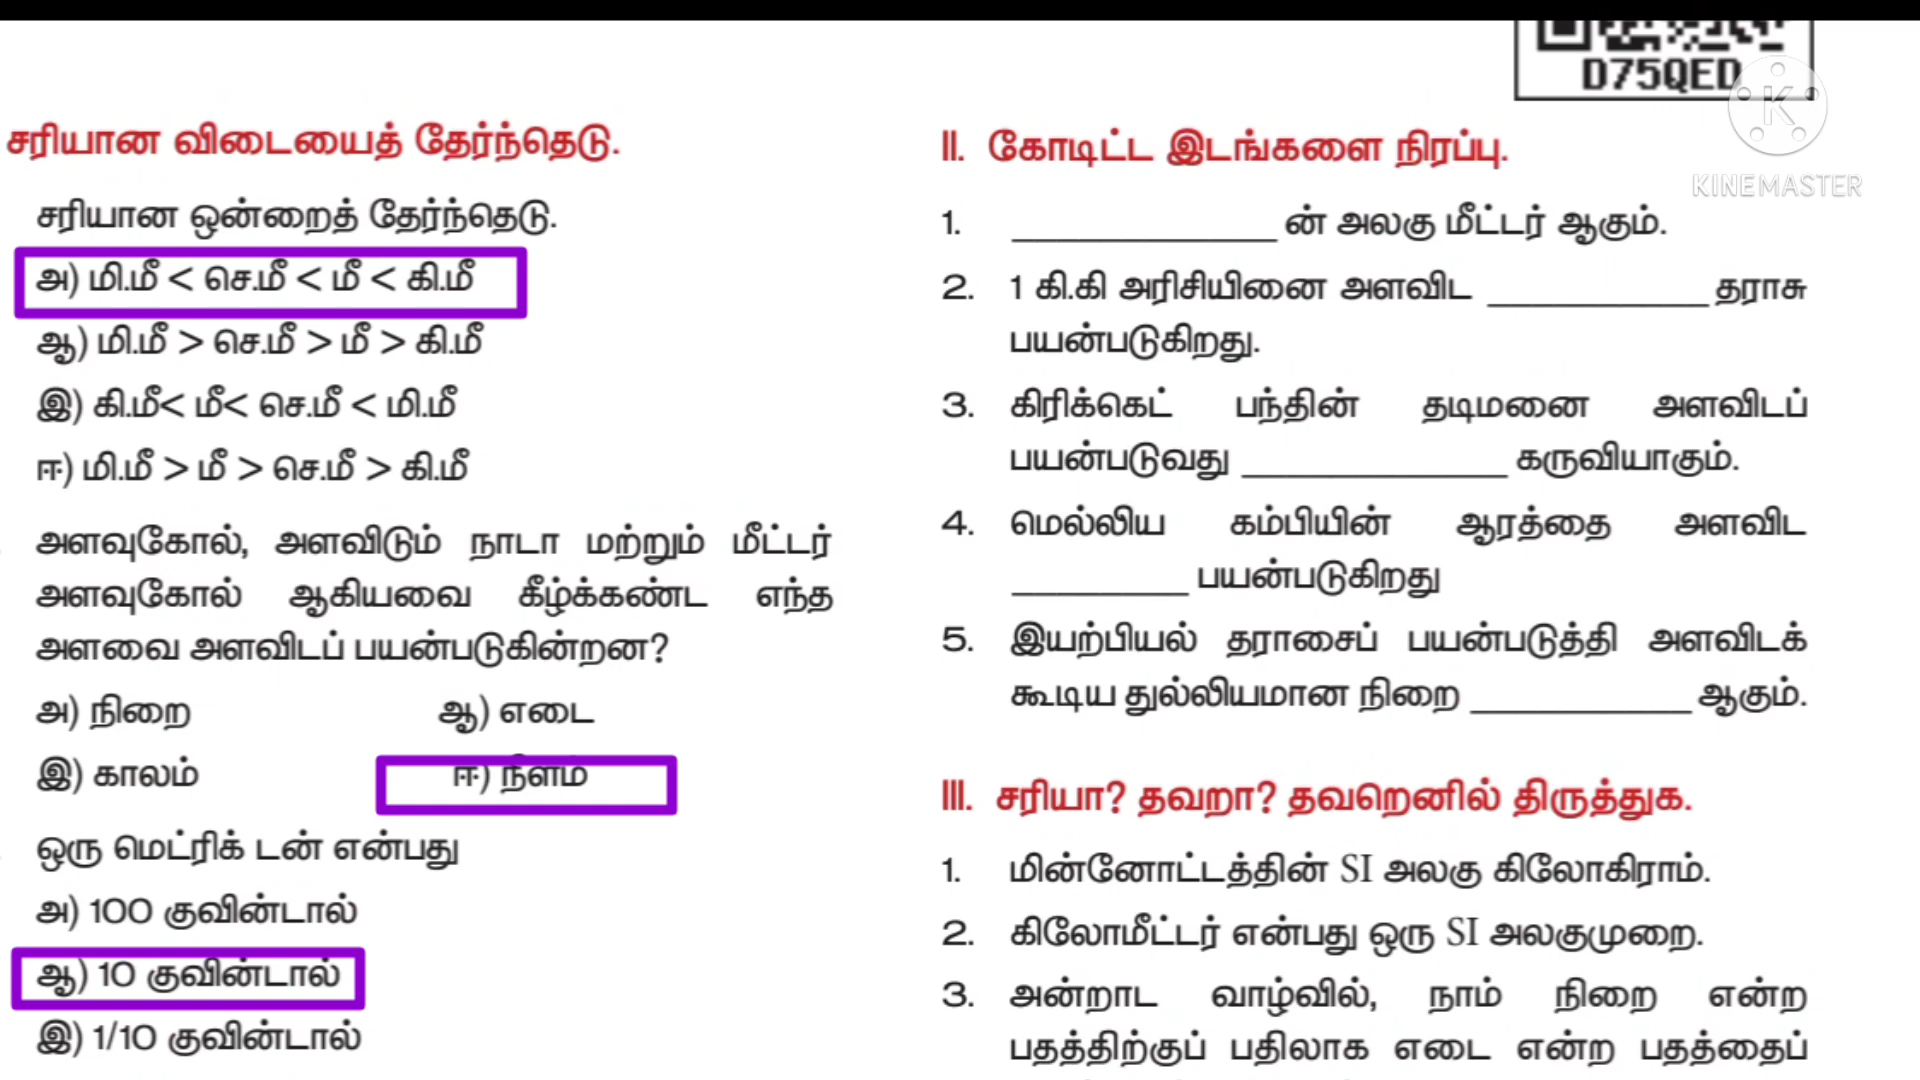 D75QED
KINEMASTER
சரியான விடையைத் தேர்ந்தெடு.
சரியான ஒன்றைத் தேர்ந்தெடு.
அ) மி.மீ < செ.மீ < மீ < கி.மீ
ஆ) மி.மீ > செ.மீ > மீ > கி.மீ
இ) கி.மீ< மீ< செ.மீ < மி.மீ
ஈ) மி.மீ > மீ > செ.மீ > கி.மீ
அளவுகோல், அளவிடும் நாடா மற்றும் மீட்டர்
அளவுகோல் ஆகியவை கீழ்க்கண்ட எந்த
அளவை அளவிடப் பயன்படுகின்றன?
அ) நிறை ஆ) எடை
இ) காலம் ஈ) நீளம்
ஒரு மெட்ரிக் டன் என்பது
அ) 100 குவின்டால்
ஆ) 10 குவின்டால்
இ) 1/10 குவின்டால்
II. கோடிட்ட இடங்களை நிரப்பு.
1. ____________ ன் அலகு மீட்டர் ஆகும்.
2. 1 கி.கி அரிசியினை அளவிட __________ தராசு
பயன்படுகிறது.
3. கிரிக்கெட் பந்தின் தடிமனை அளவிடப்
பயன்படுவது ____________ கருவியாகும்.
4. மெல்லிய கம்பியின் ஆரத்தை அளவிட
________ பயன்படுகிறது
5. இயற்பியல் தராசைப் பயன்படுத்தி அளவிடக்
கூடிய துல்லியமான நிறை __________ ஆகும்.
III. சரியா? தவறா? தவறெனில் திருத்துக.
1. மின்னோட்டத்தின் SI அலகு கிலோகிராம்.
2. கிலோமீட்டர் என்பது ஒரு SI அலகுமுறை.
3. அன்றாட வாழ்வில், நாம் நிறை என்ற
பதத்திற்குப் பதிலாக எடை என்ற பதத்தைப்